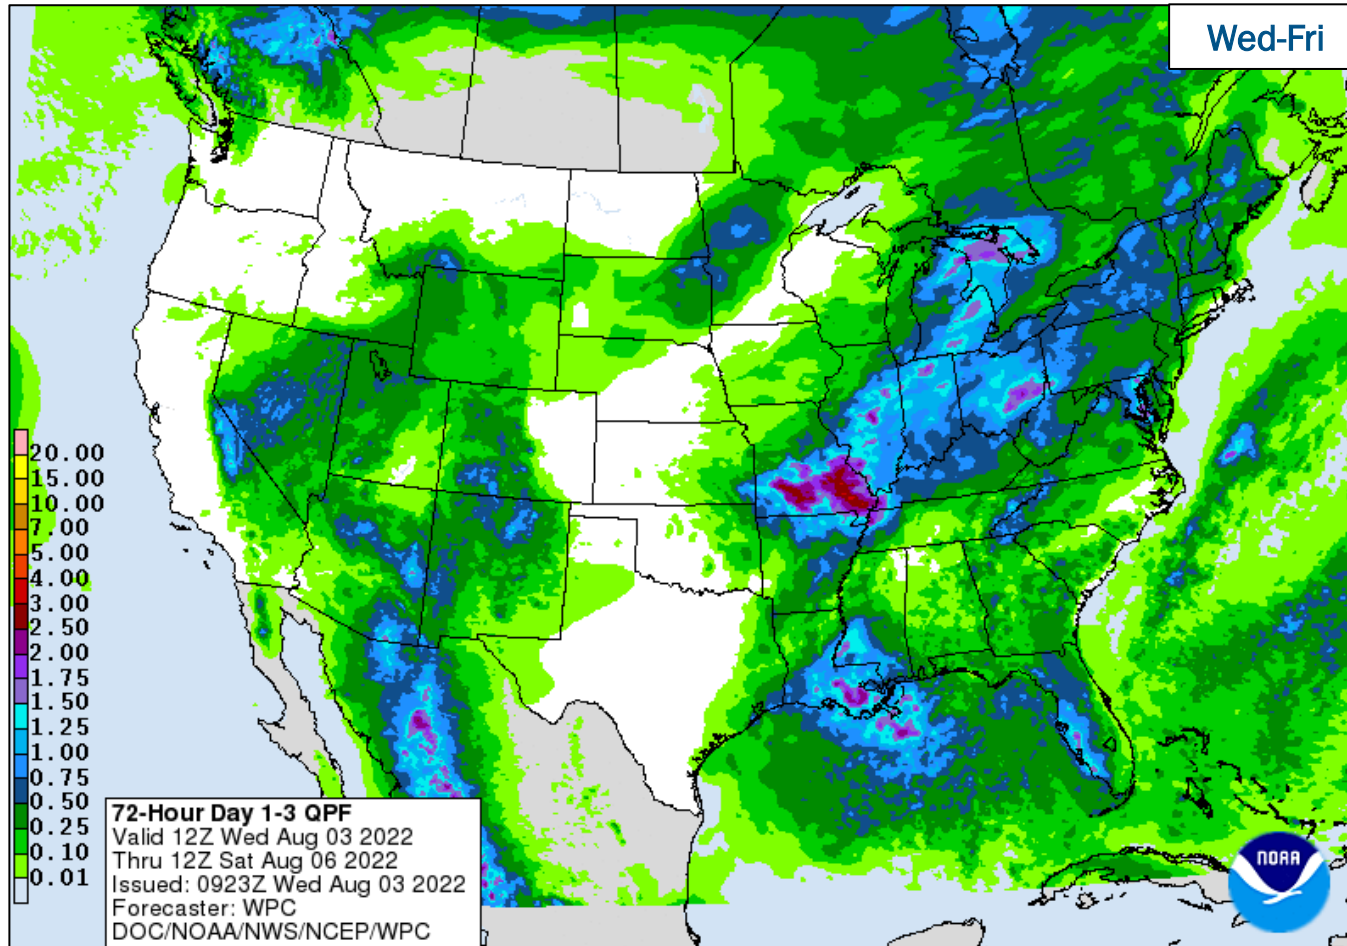 Wed-Fri
20.00
15.00
10.00
7.00
5.00
4.00
3.00
2.50
2.00
1.75
1.50
1.25
1.00
0.75
0.50
0.25
0.10
0.01
72-Hour Day 1-3 QPF
Valid 12Z Wed Aug 03 2022
Thru 12Z Sat Aug 06 2022
Issued: 0923Z Wed Aug 03 2022
Forecaster: WPC
DOC/NOAA/NWS/NCEP/WPC
NOAA